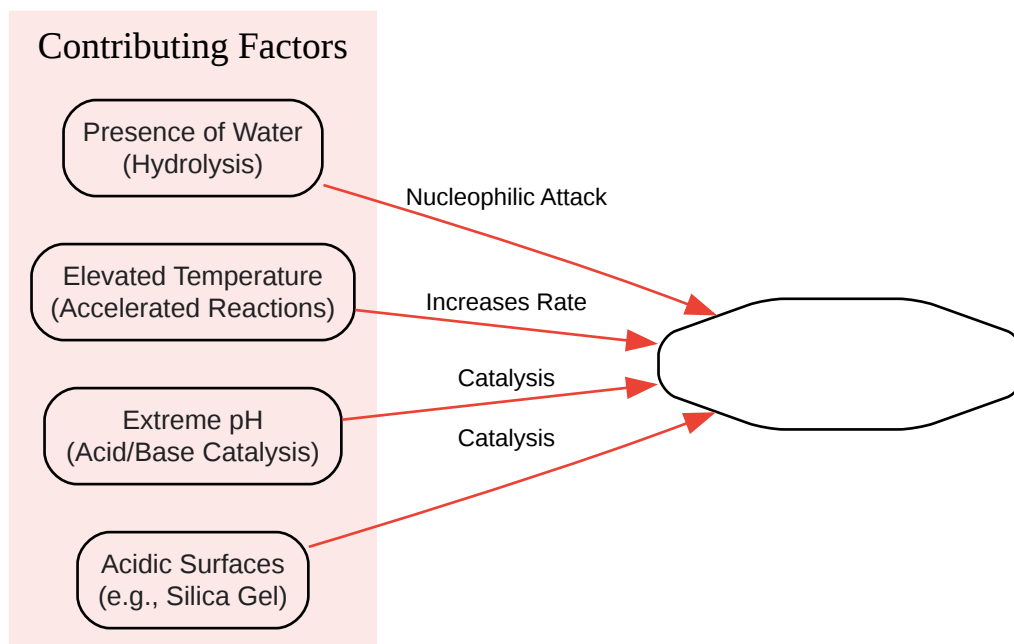 Contributing Factors
Presence of Water
(Hydrolysis)
Nucleophilic Attack
Elevated Temperature
(Accelerated Reactions)
Increases Rate
Extreme pH
(Acid/Base Catalysis)
Catalysis
Catalysis
Acidic Surfaces
(e.g., Silica Gel)